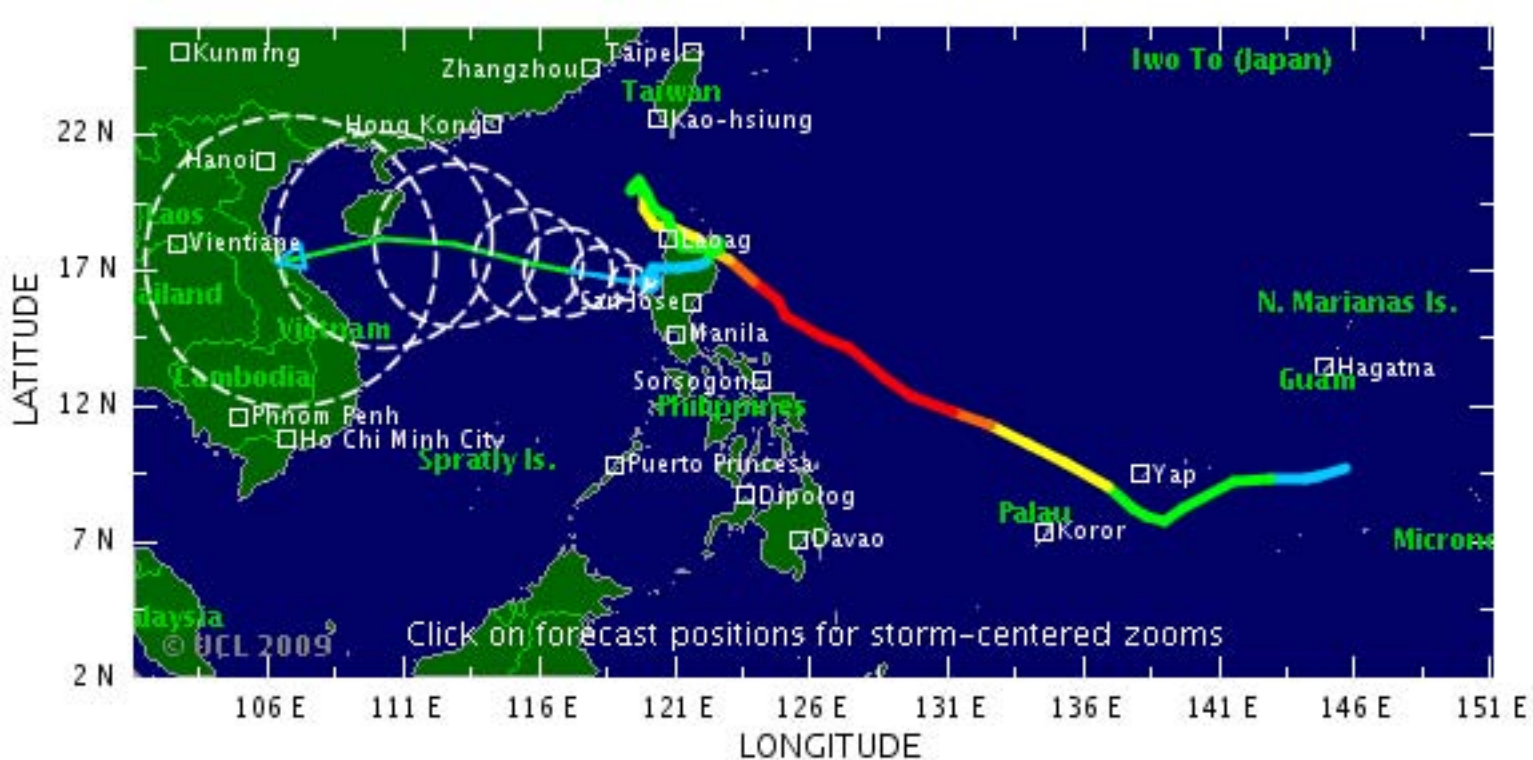 Kunming
Taipei
Zhangzhou
Iwo To (Japan)
Taiwan
22 N
Hong Kong
Kao-hsiung
Hanoi
Laos
Vientiane
Laoag
17 N
ailand
San Jose
N. Marianas Is.
Vietnam
Manila
Hagatna
Guam
Cambodia
Sorsogon
12 N
Philippines
Phnom Penh
Ho Chi Minh City
Spratly Is.
Puerto Princesa
Yap
Dipolog
Palau
Koror
7 N
Davao
Micron
laysia
Click on forecast positions for storm-centered zooms
© UCL 2009
2 N
106 E 111 E 116 E 121 E 126 E 131 E 136 E 141 E 146 E 151 E
LONGITUDE
LATITUDE